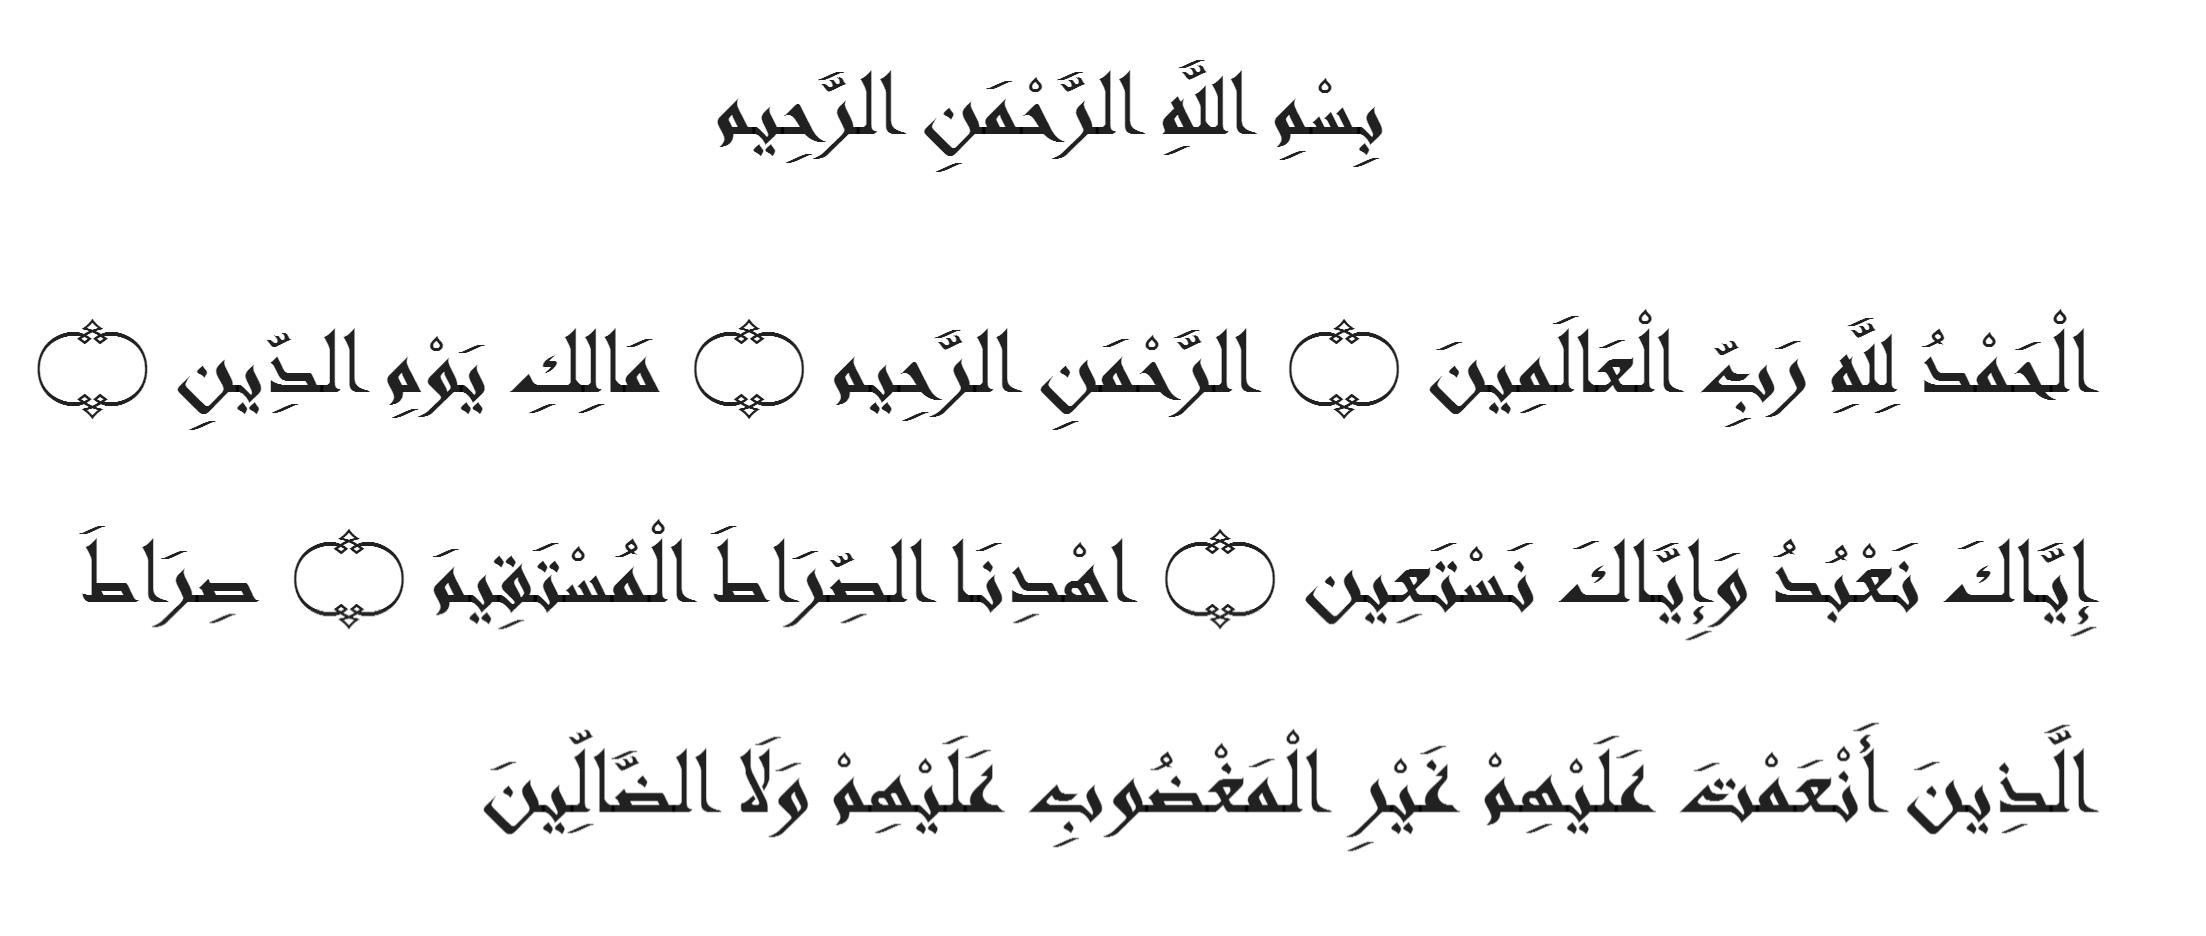 بِسْمِ اللَّهِ الرَّحْمَنِ الرَّحِيم
الْحَمْدُ لِلَّهِ رَبِّ الْعَالَمِينَ ۝ الرَّحْمَنِ الرَّحِيم ۝ مَالِكِ يَوْمِ الدِّينِ ۝
إِيَّاكَ نَعْبُدُ وَإِيَّاكَ نَسْتَعِين ۝ اهْدِنَا الصِّرَاطَ الْمُسْتَقِيمَ ۝ صِرَاطَ
الَّذِينَ أَنْعَمْتَ عَلَيْهِمْ غَيْرِ الْمَغْضُوبِ عَلَيْهِمْ وَلَا الضَّالِّينَ